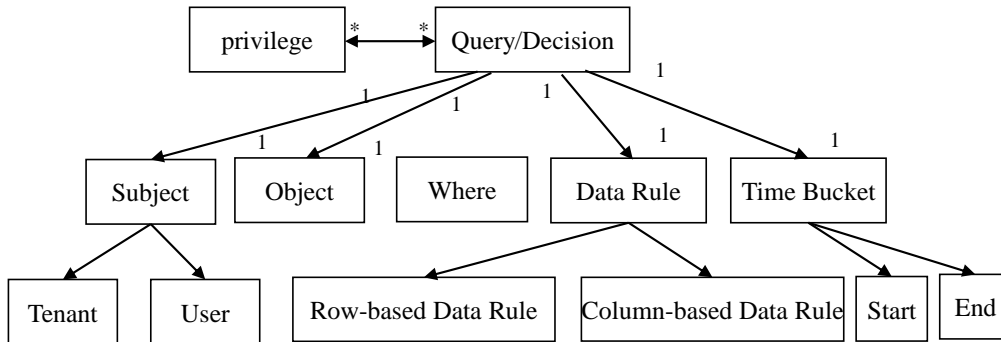 privilege
* *
Query/Decision
1 1 1 1
1 1 1 1
Subject
Object
Where
Data Rule
Time Bucket
Tenant
User
Row-based Data Rule
Column-based Data Rule
Start
End